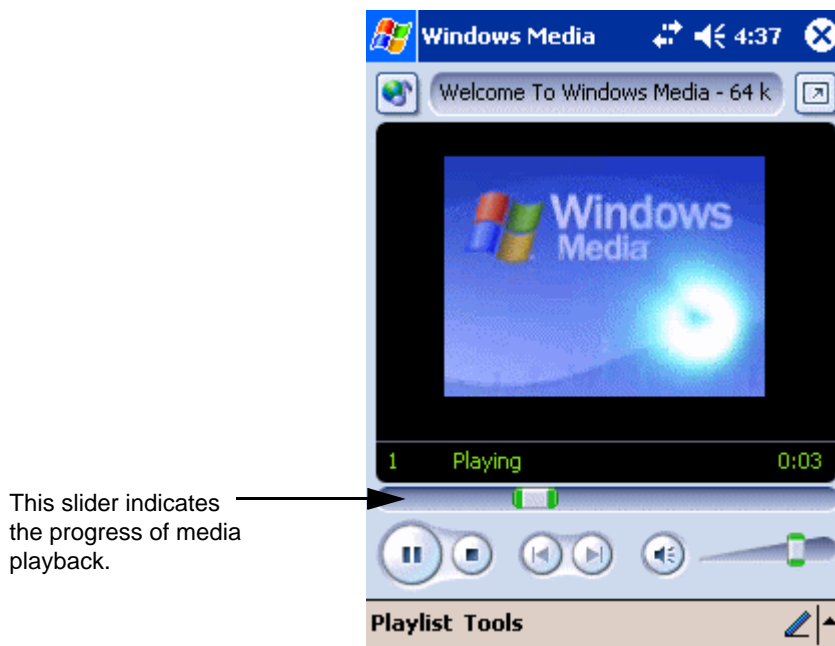 Windows Media 4:37
Welcome To Windows Media - 64 k
Windows
Media
1 Playing 0:03
This slider indicates
the progress of media
playback.
Playlist Tools